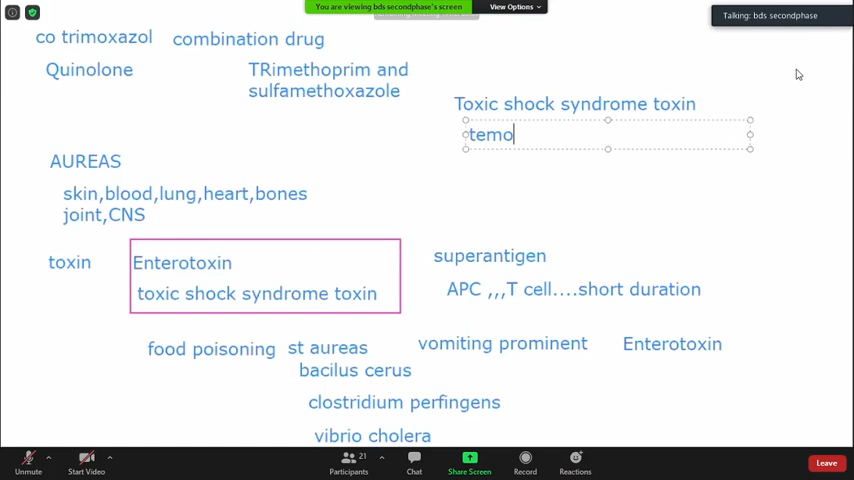 You are viewing bds secondphase's screen
View Options
Talking: bds secondphase
co trimoxazol
combination drug
Quinolone
TRimethoprim and
sulfamethoxazole
Toxic shock syndrome toxin
temo
AUREAS
skin,blood,lung,heart,bones
joint,CNS
toxin
Enterotoxin
toxic shock syndrome toxin
superantigen
APC ,,,T cell....short duration
food poisoning
st aureas
vomiting prominent
Enterotoxin
bacilus cerus
clostridium perfingens
vibrio cholera
Unmute
Start Video
21
Participants
Chat
Share Screen
Record
Reactions
Leave